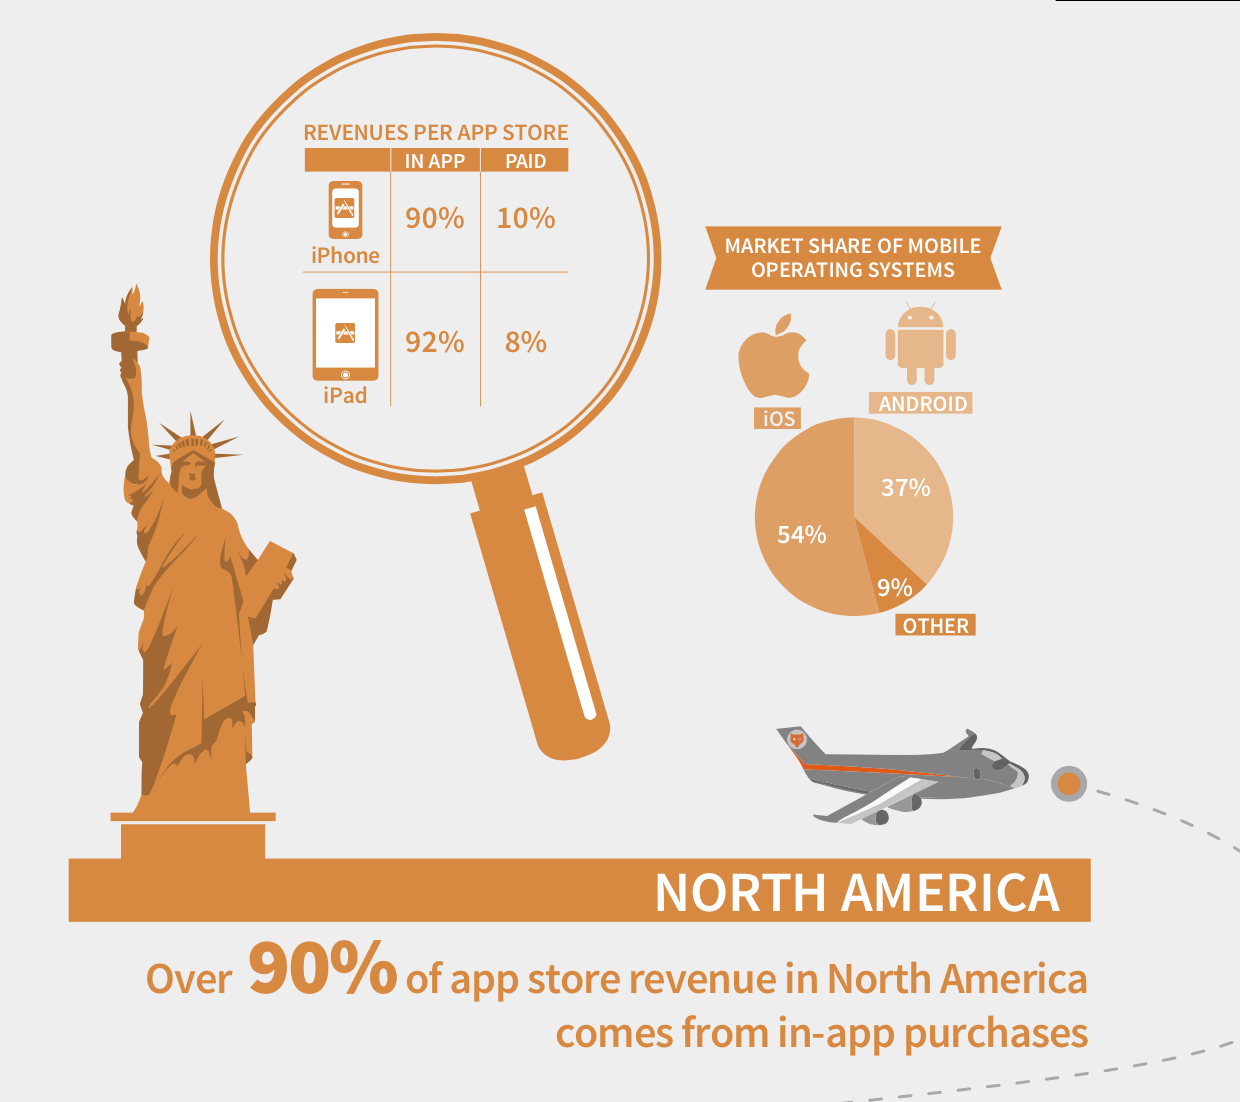 REVENUES PER APP STORE
IN APP PAID
90% 10%
iPhone
92% 8%
iPad
MARKET SHARE OF MOBILE
OPERATING SYSTEMS
ANDROID
iOS
37%
54%
9%
OTHER
NORTH AMERICA
Over 90% of app store revenue in North America
comes from in-app purchases